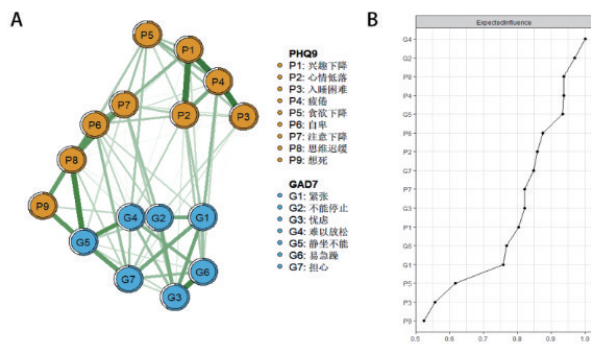 A
P5
P1
P4
P7
P2
P3
P6
P8
P9
G4
G2
G1
G5
G7
G6
G3
PHQ9
P1: 兴趣下降
P2: 心情低落
P3: 入睡困难
P4: 疲倦
P5: 食欲下降
P6: 自卑
P7: 注意下降
P8: 思维迟缓
P9: 想死
GAD7
G1: 紧张
G2: 不能停止
G3: 忧虑
G4: 难以放松
G5: 静坐不能
G6: 易急躁
G7: 担心
B
ExpectedInfluence
G4
G2
P8
P4
G5
P6
P2
G7
P7
G3
P1
G6
G1
P5
P3
P9
0.5 0.6 0.7 0.8 0.9 1.0